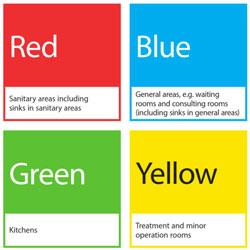 Red
Sanitary areas including
sinks in sanitary areas
Blue
General areas, e.g. waiting
rooms and consulting rooms
(including sinks in general areas)
Green
Kitchens
Yellow
Treatment and minor
operation rooms